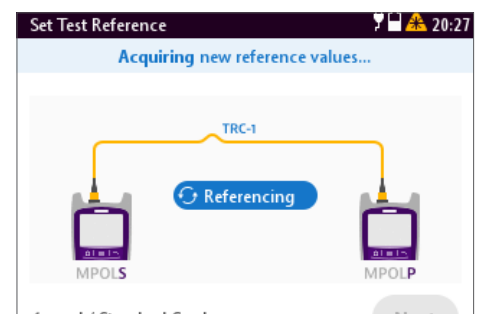 Set Test Reference 20:27
Acquiring new reference values...
TRC-1
Referencing
MPOLS MPOLP